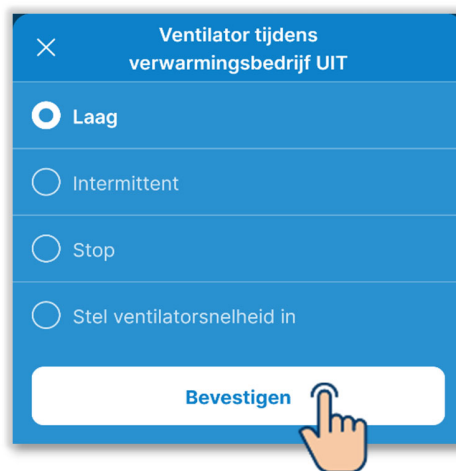 Ventilator tijdens
verwarmingsbedrijf UIT
Laag
Intermittent
Stop
Stel ventilatorsnelheid in
Bevestigen